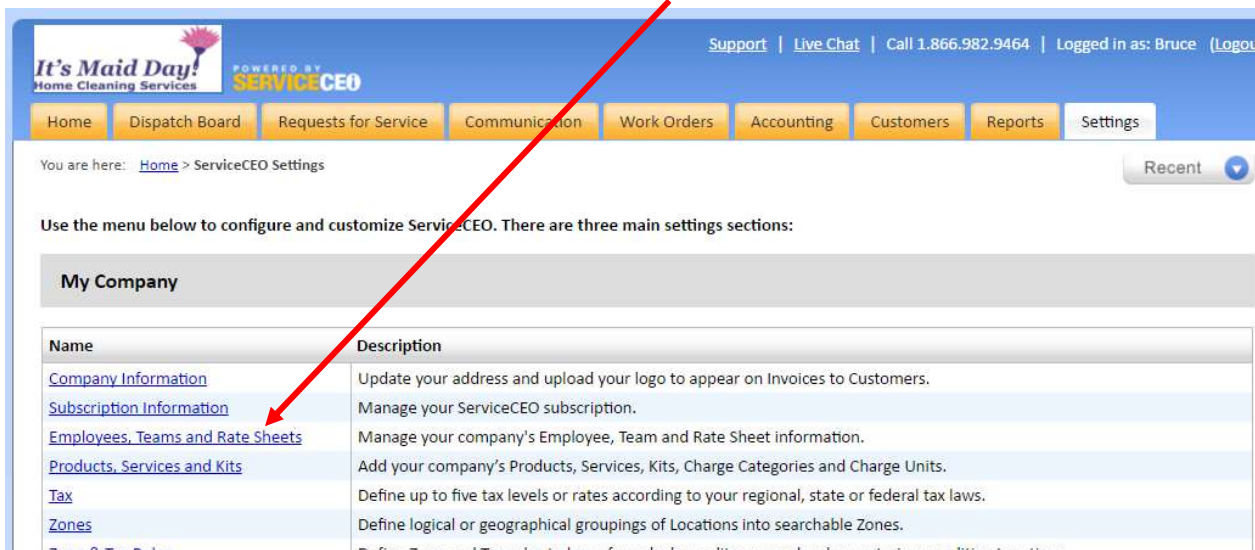 It's Maid Day!
Home Cleaning Services
POWERED BY
SERVICECEO
Support | Live Chat | Call 1.866.982.9464 | Logged in as: Bruce (Logou
Home Dispatch Board Requests for Service Communication Work Orders Accounting Customers Reports Settings
You are here: Home > ServiceCEO Settings
Recent
Use the menu below to configure and customize ServiceCEO. There are three main settings sections:
My Company
Name Description
Company Information Update your address and upload your logo to appear on Invoices to Customers.
Subscription Information Manage your ServiceCEO subscription.
Employees, Teams and Rate Sheets Manage your company's Employee, Team and Rate Sheet information.
Products, Services and Kits Add your company's Products, Services, Kits, Charge Categories and Charge Units.
Tax Define up to five tax levels or rates according to your regional, state or federal tax laws.
Zones Define logical or geographical groupings of Locations into searchable Zones.